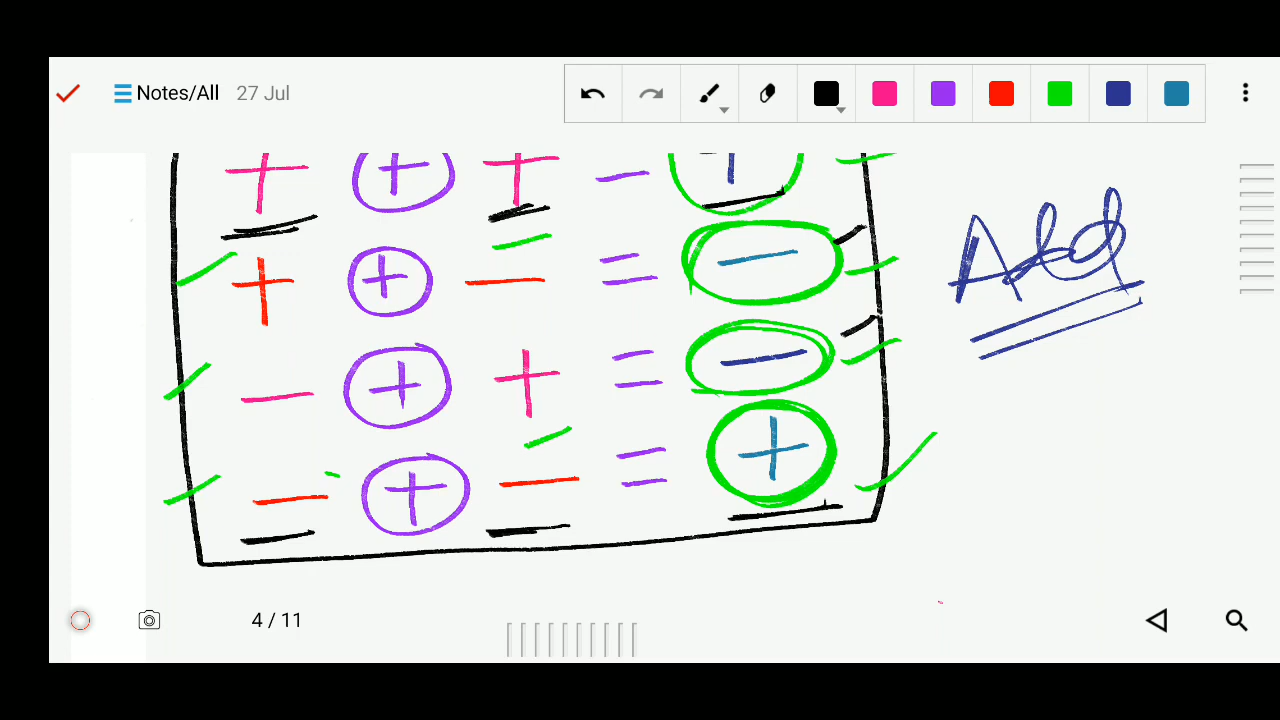 Notes/All 27 Jul
+ + + = +
+ + - = -
- + + = -
- + - = +
Add
4 / 11